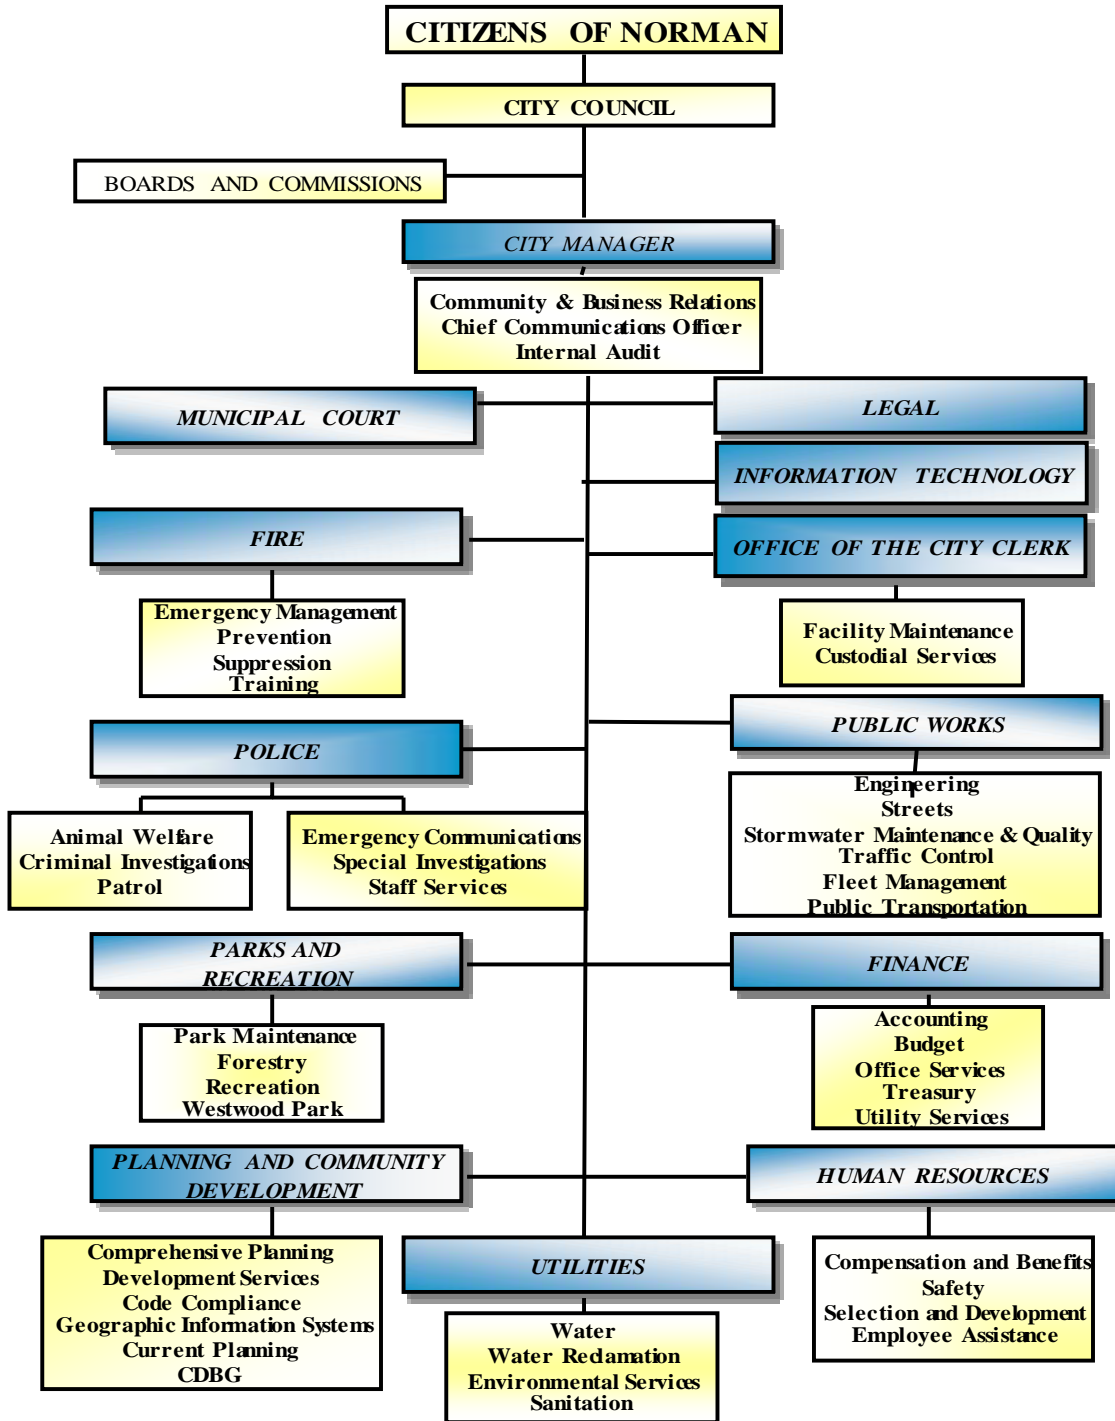 CITIZENS OF NORMAN
CITY COUNCIL
BOARDS AND COMMISSIONS
CITY MANAGER
Community & Business Relations
Chief Communications Officer
Internal Audit
MUNICIPAL COURT
LEGAL
INFORMATION TECHNOLOGY
FIRE
OFFICE OF THE CITY CLERK
Emergency Management
Prevention
Suppression
Training
Facility Maintenance
Custodial Services
POLICE
PUBLIC WORKS
Animal Welfare
Criminal Investigations
Patrol
Emergency Communications
Special Investigations
Staff Services
Engineering
Streets
Stormwater Maintenance & Quality
Traffic Control
Fleet Management
Public Transportation
PARKS AND
RECREATION
FINANCE
Park Maintenance
Forestry
Recreation
Westwood Park
Accounting
Budget
Office Services
Treasury
Utility Services
PLANNING AND COMMUNITY
DEVELOPMENT
HUMAN RESOURCES
Comprehensive Planning
Development Services
Code Compliance
Geographic Information Systems
Current Planning
CDBG
UTILITIES
Water
Water Reclamation
Environmental Services
Sanitation
Compensation and Benefits
Safety
Selection and Development
Employee Assistance